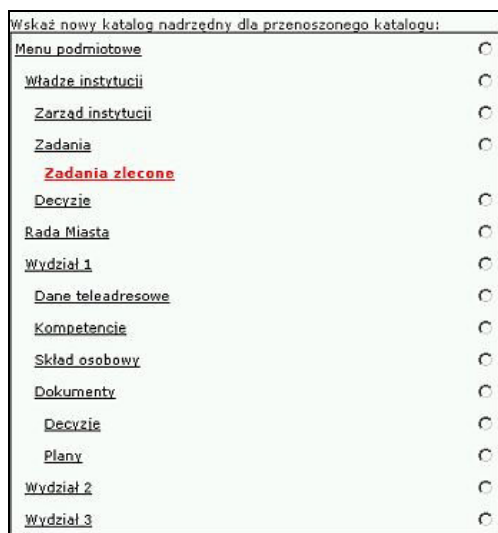 Wskaż nowy katalog nadrzędny dla przenoszonego katalogu:
Menu podmiotowe
Władze instytucji
Zarząd instytucji
Zadania
Zadania zlecone
Decyzje
Rada Miasta
Wydział 1
Dane teleadresowe
Kompetencje
Skład osobowy
Dokumenty
Decyzje
Plany
Wydział 2
Wydział 3